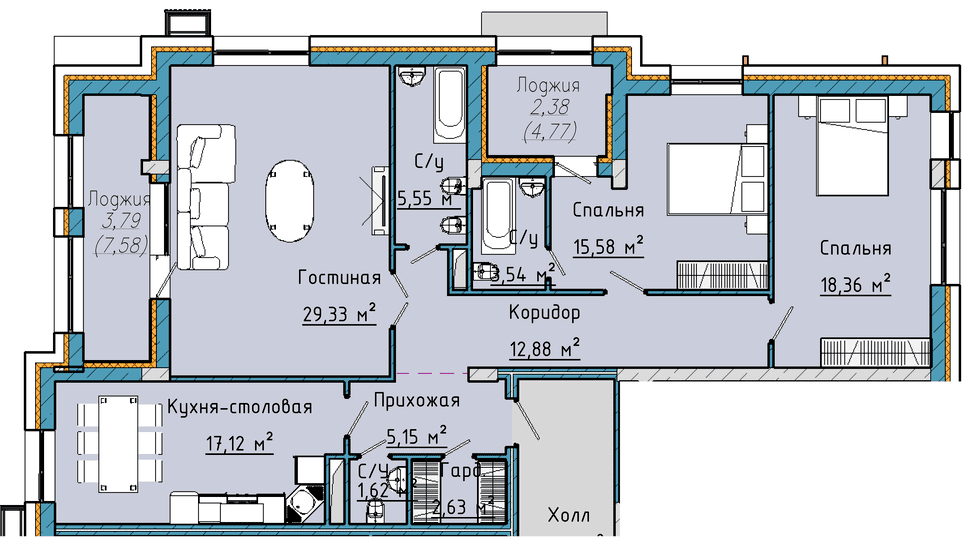 Лоджия
2,38
(4,77)
С/у
5,55 м²
Лоджия
3,79
(7,58)
Спальня
15,58 м²
С/у
3,54 м²
Спальня
18,36 м²
Гостиная
29,33 м²
Коридор
12,88 м²
Кухня-столовая
17,12 м²
Прихожая
5,15 м²
С/У
1,62
Гард.
2,63 м²
Холл